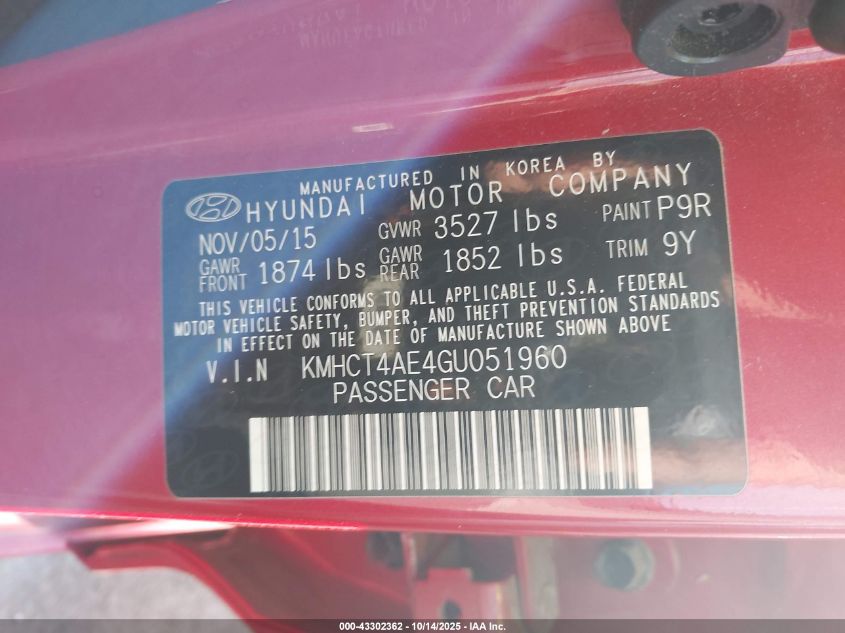 MANUFACTURED IN KOREA BY
HYUNDAI MOTOR COMPANY
NOV/05/15 GVWR 3527 lbs PAINT P9R
GAWR FRONT 1874 lbs GAWR REAR 1852 lbs TRIM 9Y
THIS VEHICLE CONFORMS TO ALL APPLICABLE U.S.A. FEDERAL
MOTOR VEHICLE SAFETY, BUMPER, AND THEFT PREVENTION STANDARDS
IN EFFECT ON THE DATE OF MANUFACTURE SHOWN ABOVE
V.I.N KMHCT4AE4GU051960
PASSENGER CAR
000-43302362 - 10/14/2025 - IAA Inc.